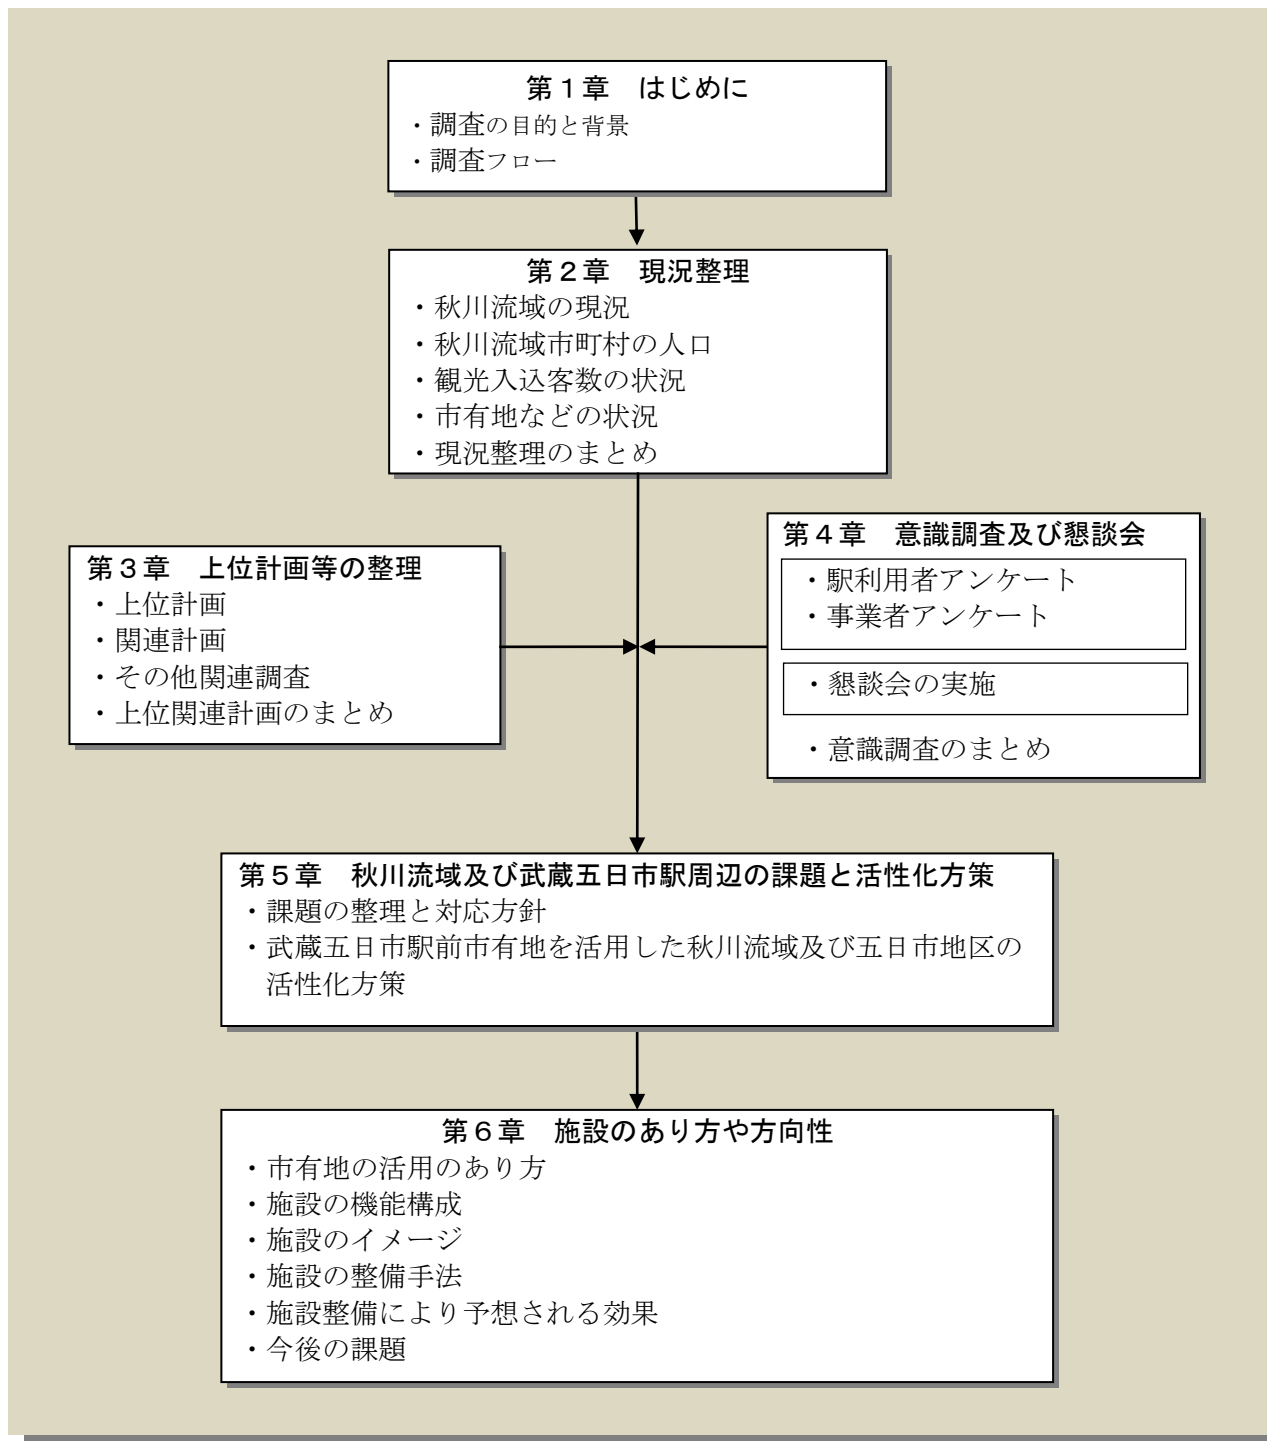 第１章　はじめに
・調査の目的と背景
・調査フロー
第２章　現況整理
・秋川流域の現況
・秋川流域市町村の人口
・観光入込客数の状況
・市有地などの状況
・現況整理のまとめ
第３章　上位計画等の整理
・上位計画
・関連計画
・その他関連調査
・上位関連計画のまとめ
第４章　意識調査及び懇談会
・駅利用者アンケート
・事業者アンケート
・懇談会の実施
・意識調査のまとめ
第５章　秋川流域及び武蔵五日市駅周辺の課題と活性化方策
・課題の整理と対応方針
・武蔵五日市駅前市有地を活用した秋川流域及び五日市地区の
活性化方策
第６章　施設のあり方や方向性
・市有地の活用のあり方
・施設の機能構成
・施設のイメージ
・施設の整備手法
・施設整備により予想される効果
・今後の課題